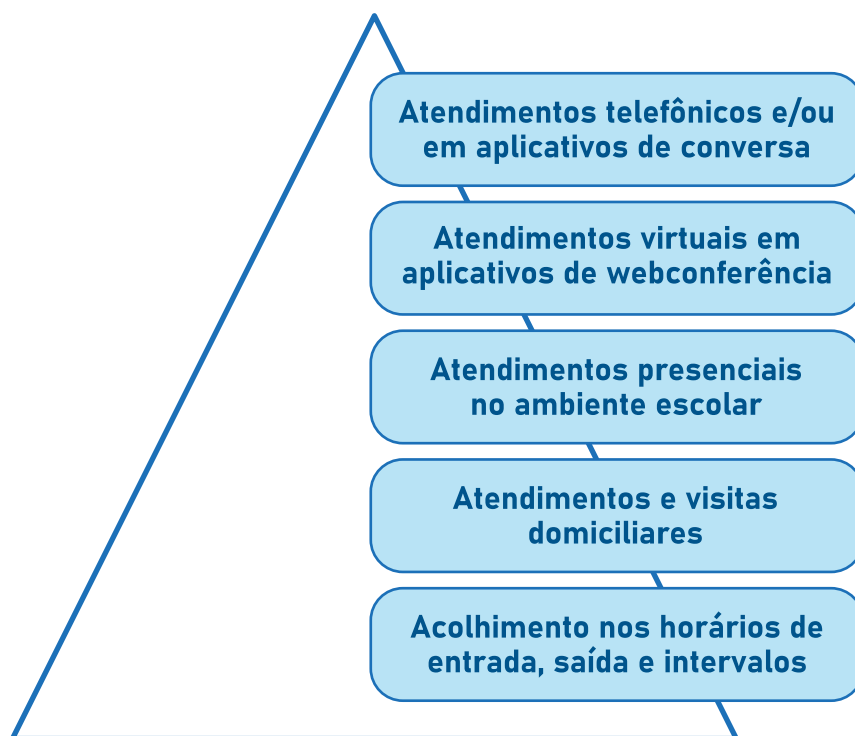 Atendimentos telefônicos e/ou
em aplicativos de conversa
Atendimentos virtuais em
aplicativos de webconferência
Atendimentos presenciais
no ambiente escolar
Atendimentos e visitas
domiciliares
Acolhimento nos horários de
entrada, saída e intervalos